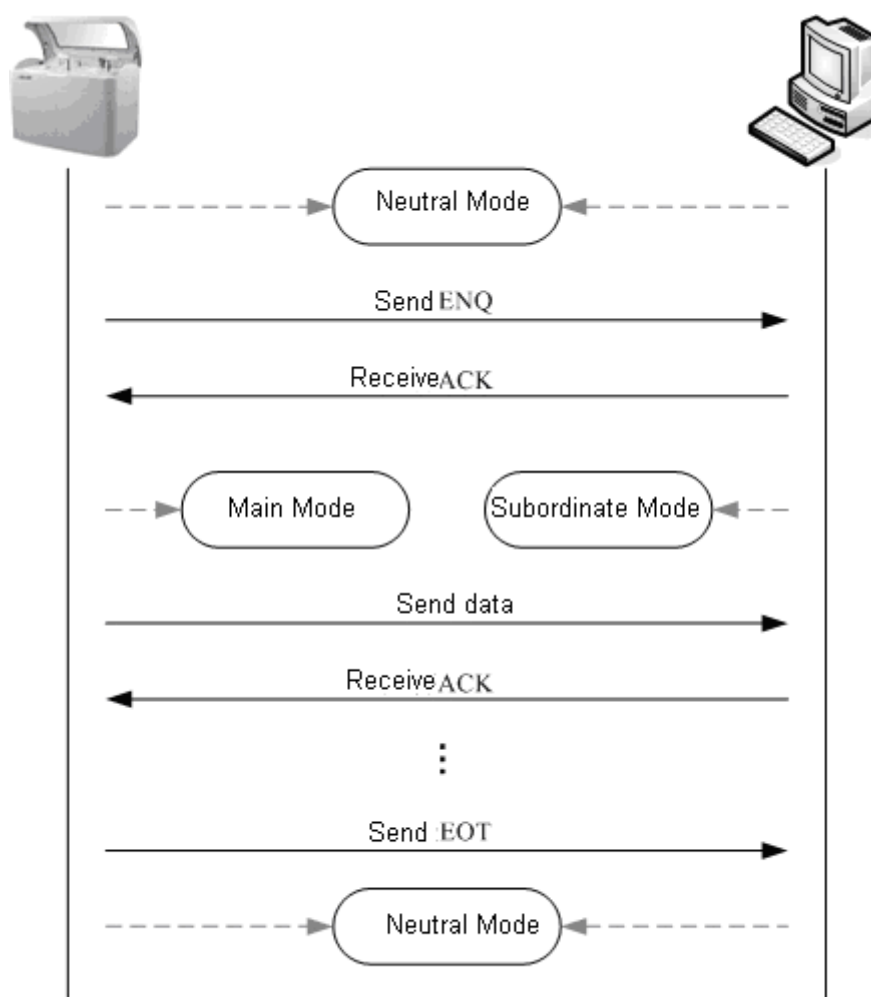 Neutral Mode
Send ENQ
Receive ACK
Main Mode
Subordinate Mode
Send data
Receive ACK
Send :EOT
Neutral Mode